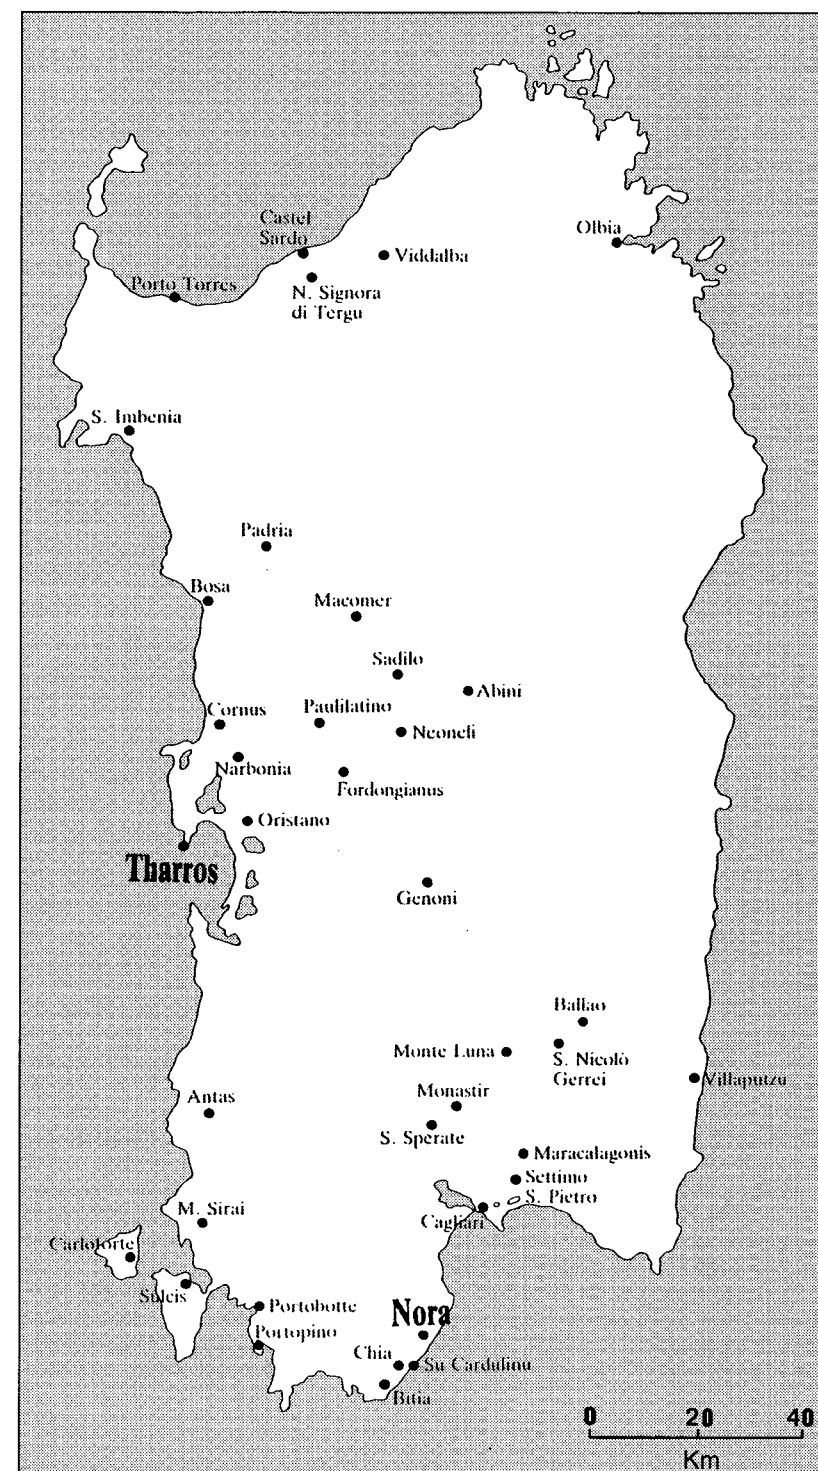 Castel
Sardo
Olbia
Viddalba
Porto Torres
N. Signora
di Tergu
S. Imbenia
Padria
Bosa
Macomer
Sadilo
Abini
Cornus
Paulilatino
Neoneli
Narbonia
Fordongianus
Oristano
Tharros
Genoni
Ballao
Monte Luna
S. Nicolò
Gerrei
Villaputzu
Antas
Monastir
S. Sperate
Maracalagonis
Settimo
S. Pietro
M. Sirai
Cagliari
Carloforte
Sulcis
Portobotte
Nora
Portopino
Chia
Su Cardulinu
Bitia
0 20 40
Km